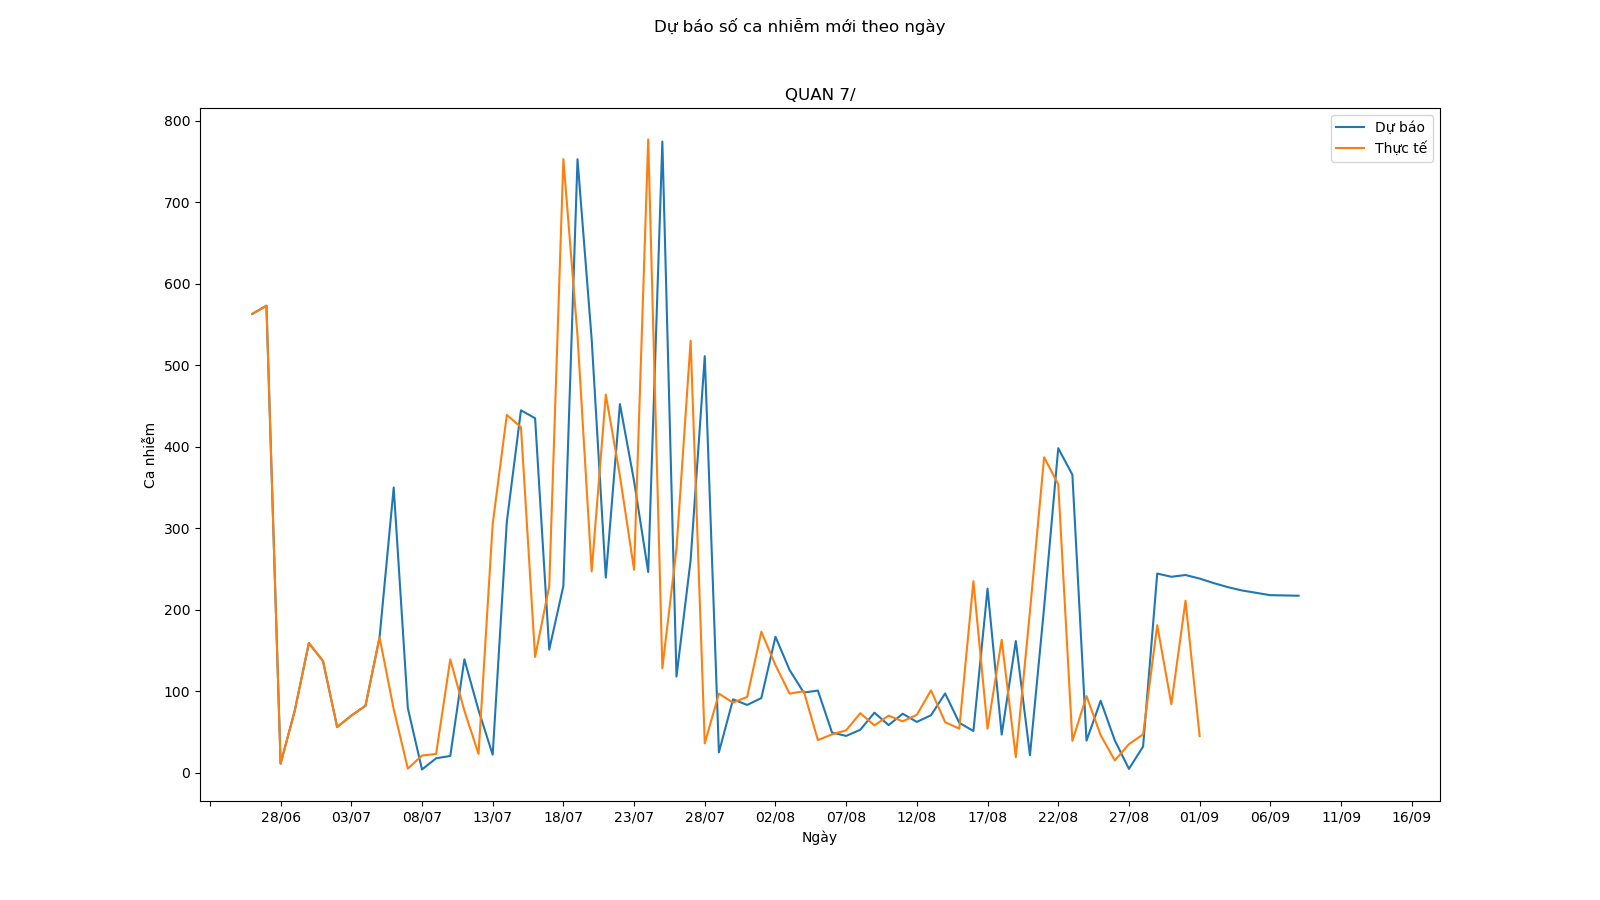 Dự báo số ca nhiễm mới theo ngày
QUAN 7/
Dự báo
Thực tế
800
700
600
500
400
300
200
100
0
Ca nhiễm
28/06 03/07 08/07 13/07 18/07 23/07 28/07 02/08 07/08 12/08 17/08 22/08 27/08 01/09 06/09 11/09 16/09
Ngày